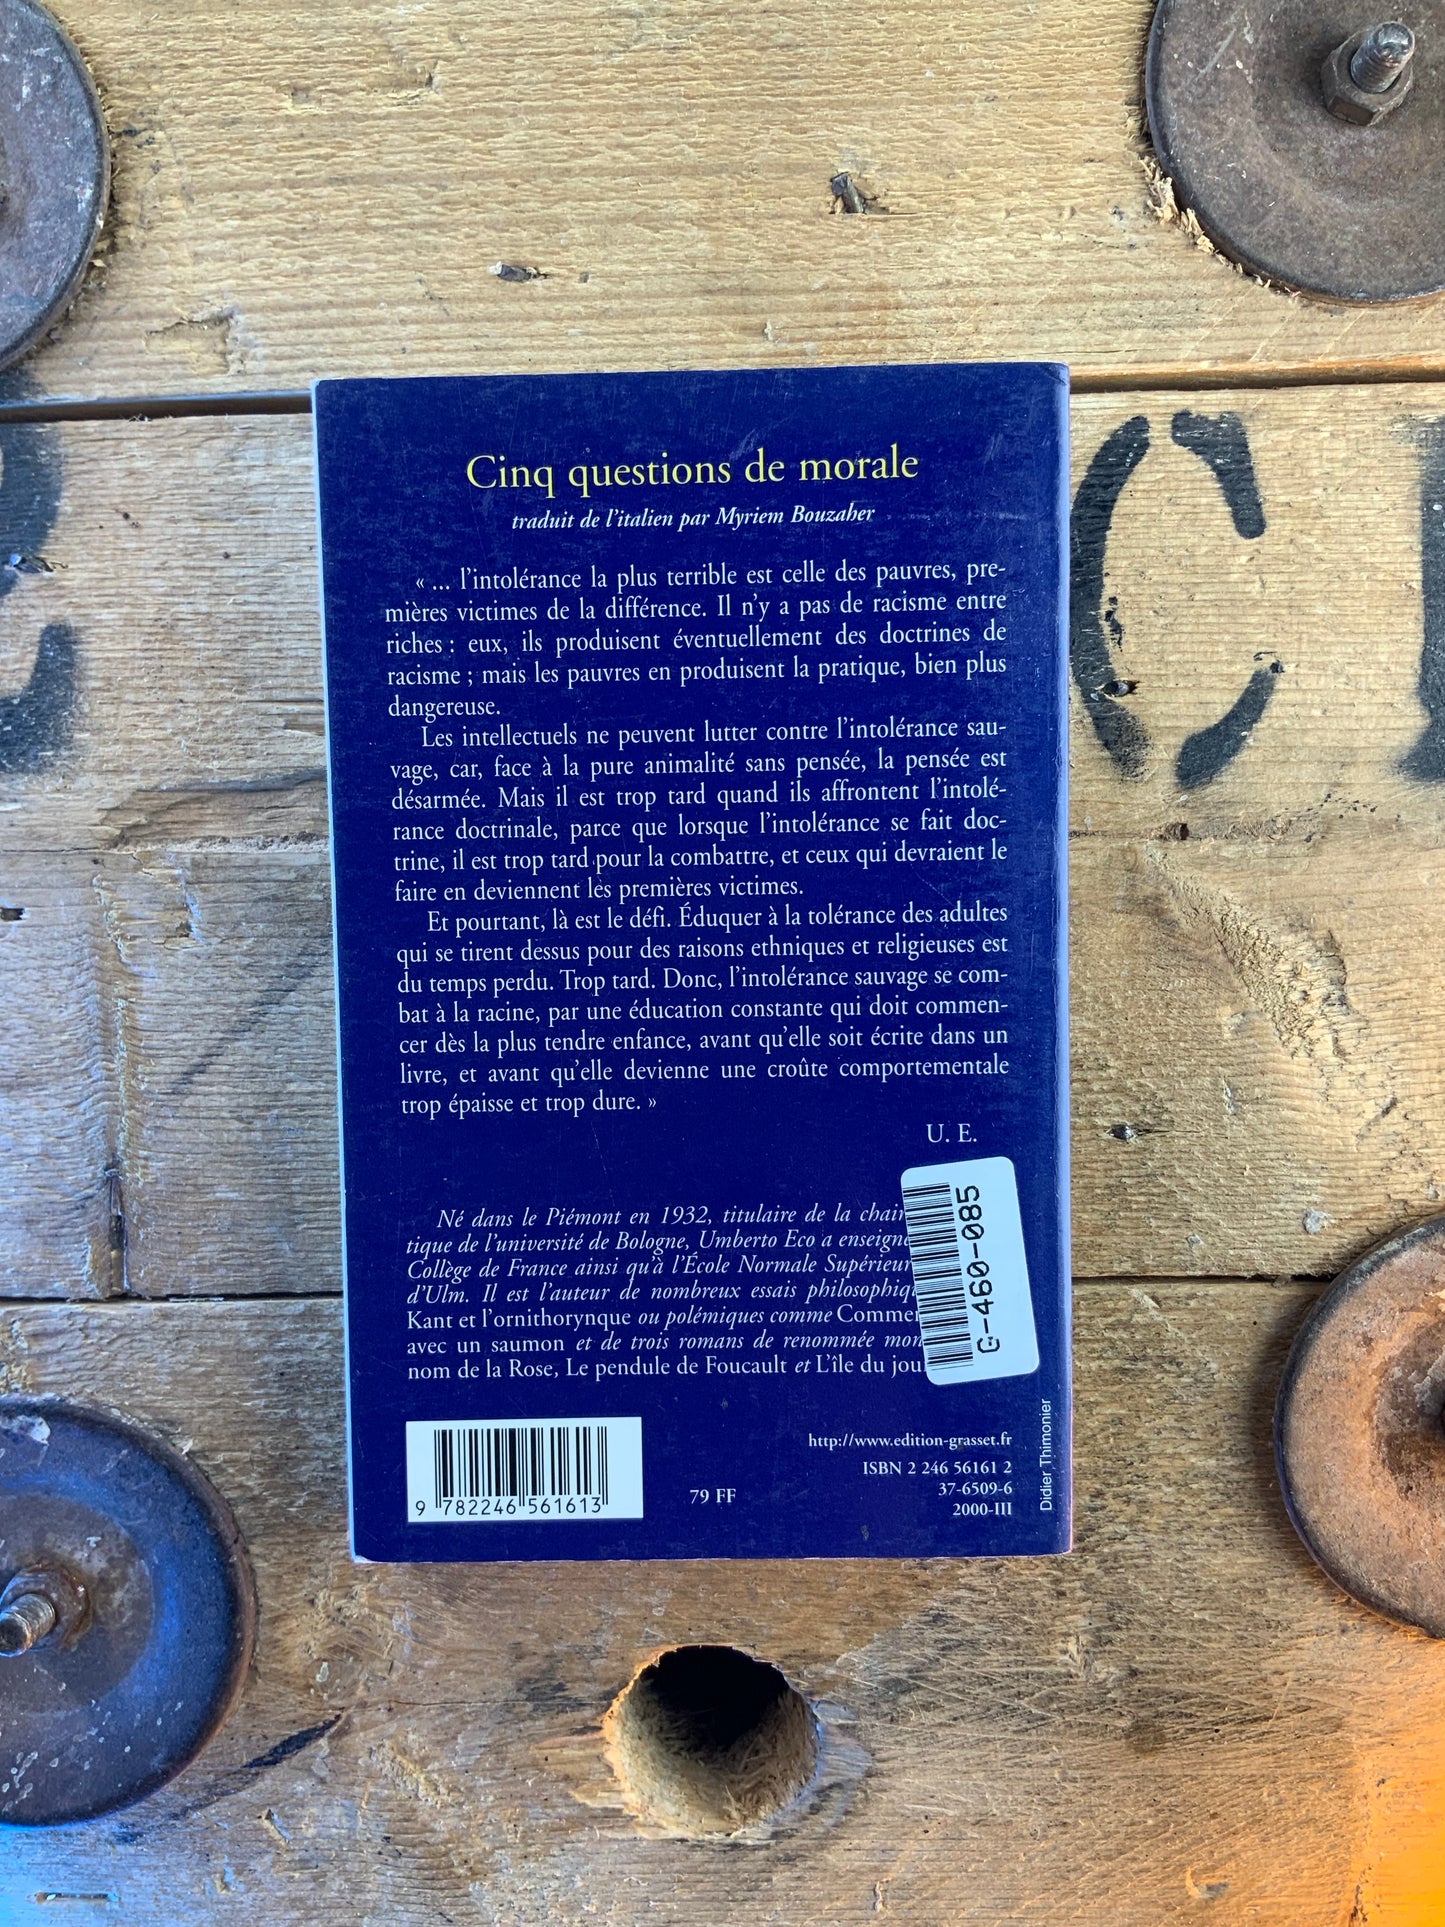 Cinq questions de morale
traduit de l'italien par Myriem Bouzaher
« ... l'intolérance la plus terrible est celle des pauvres, pre-
mières victimes de la différence. Il n'y a pas de racisme entre
riches : eux, ils produisent éventuellement des doctrines de
racisme ; mais les pauvres en produisent la pratique, bien plus
dangereuse.
Les intellectuels ne peuvent lutter contre l'intolérance sau-
vage, car, face à la pure animalité sans pensée, la pensée est
désarmée. Mais il est trop tard quand ils affrontent l'intolé-
rance doctrinale, parce que lorsque l'intolérance se fait doc-
trine, il est trop tard pour la combattre, et ceux qui devraient le
faire en deviennent les premières victimes.
Et pourtant, là est le défi. Éduquer à la tolérance des adultes
qui se tirent dessus pour des raisons ethniques et religieuses est
du temps perdu. Trop tard. Donc, l'intolérance sauvage se com-
bat à la racine, par une éducation constante qui doit commen-
cer dès la plus tendre enfance, avant qu'elle soit écrite dans un
livre, et avant qu'elle devienne une croûte comportementale
trop épaisse et trop dure. »
U. E.
Né dans le Piémont en 1932, titulaire de la
tique de l'université de Bologne, Umberto Eco a
Collège de France ainsi qu'à l'École Normale
d'Ulm. Il est l'auteur de nombreux essais
Kant et l'ornithorynque ou polémiques comme
avec un saumon et de trois romans de renommée
nom de la Rose, Le pendule de Foucault et L'île du
C-460-085
9 782246 561613
79 FF
http://www.edition-grasset.fr
ISBN 2 246 56161 2
37-6509-6
2000-III
Didier Thimonier
C